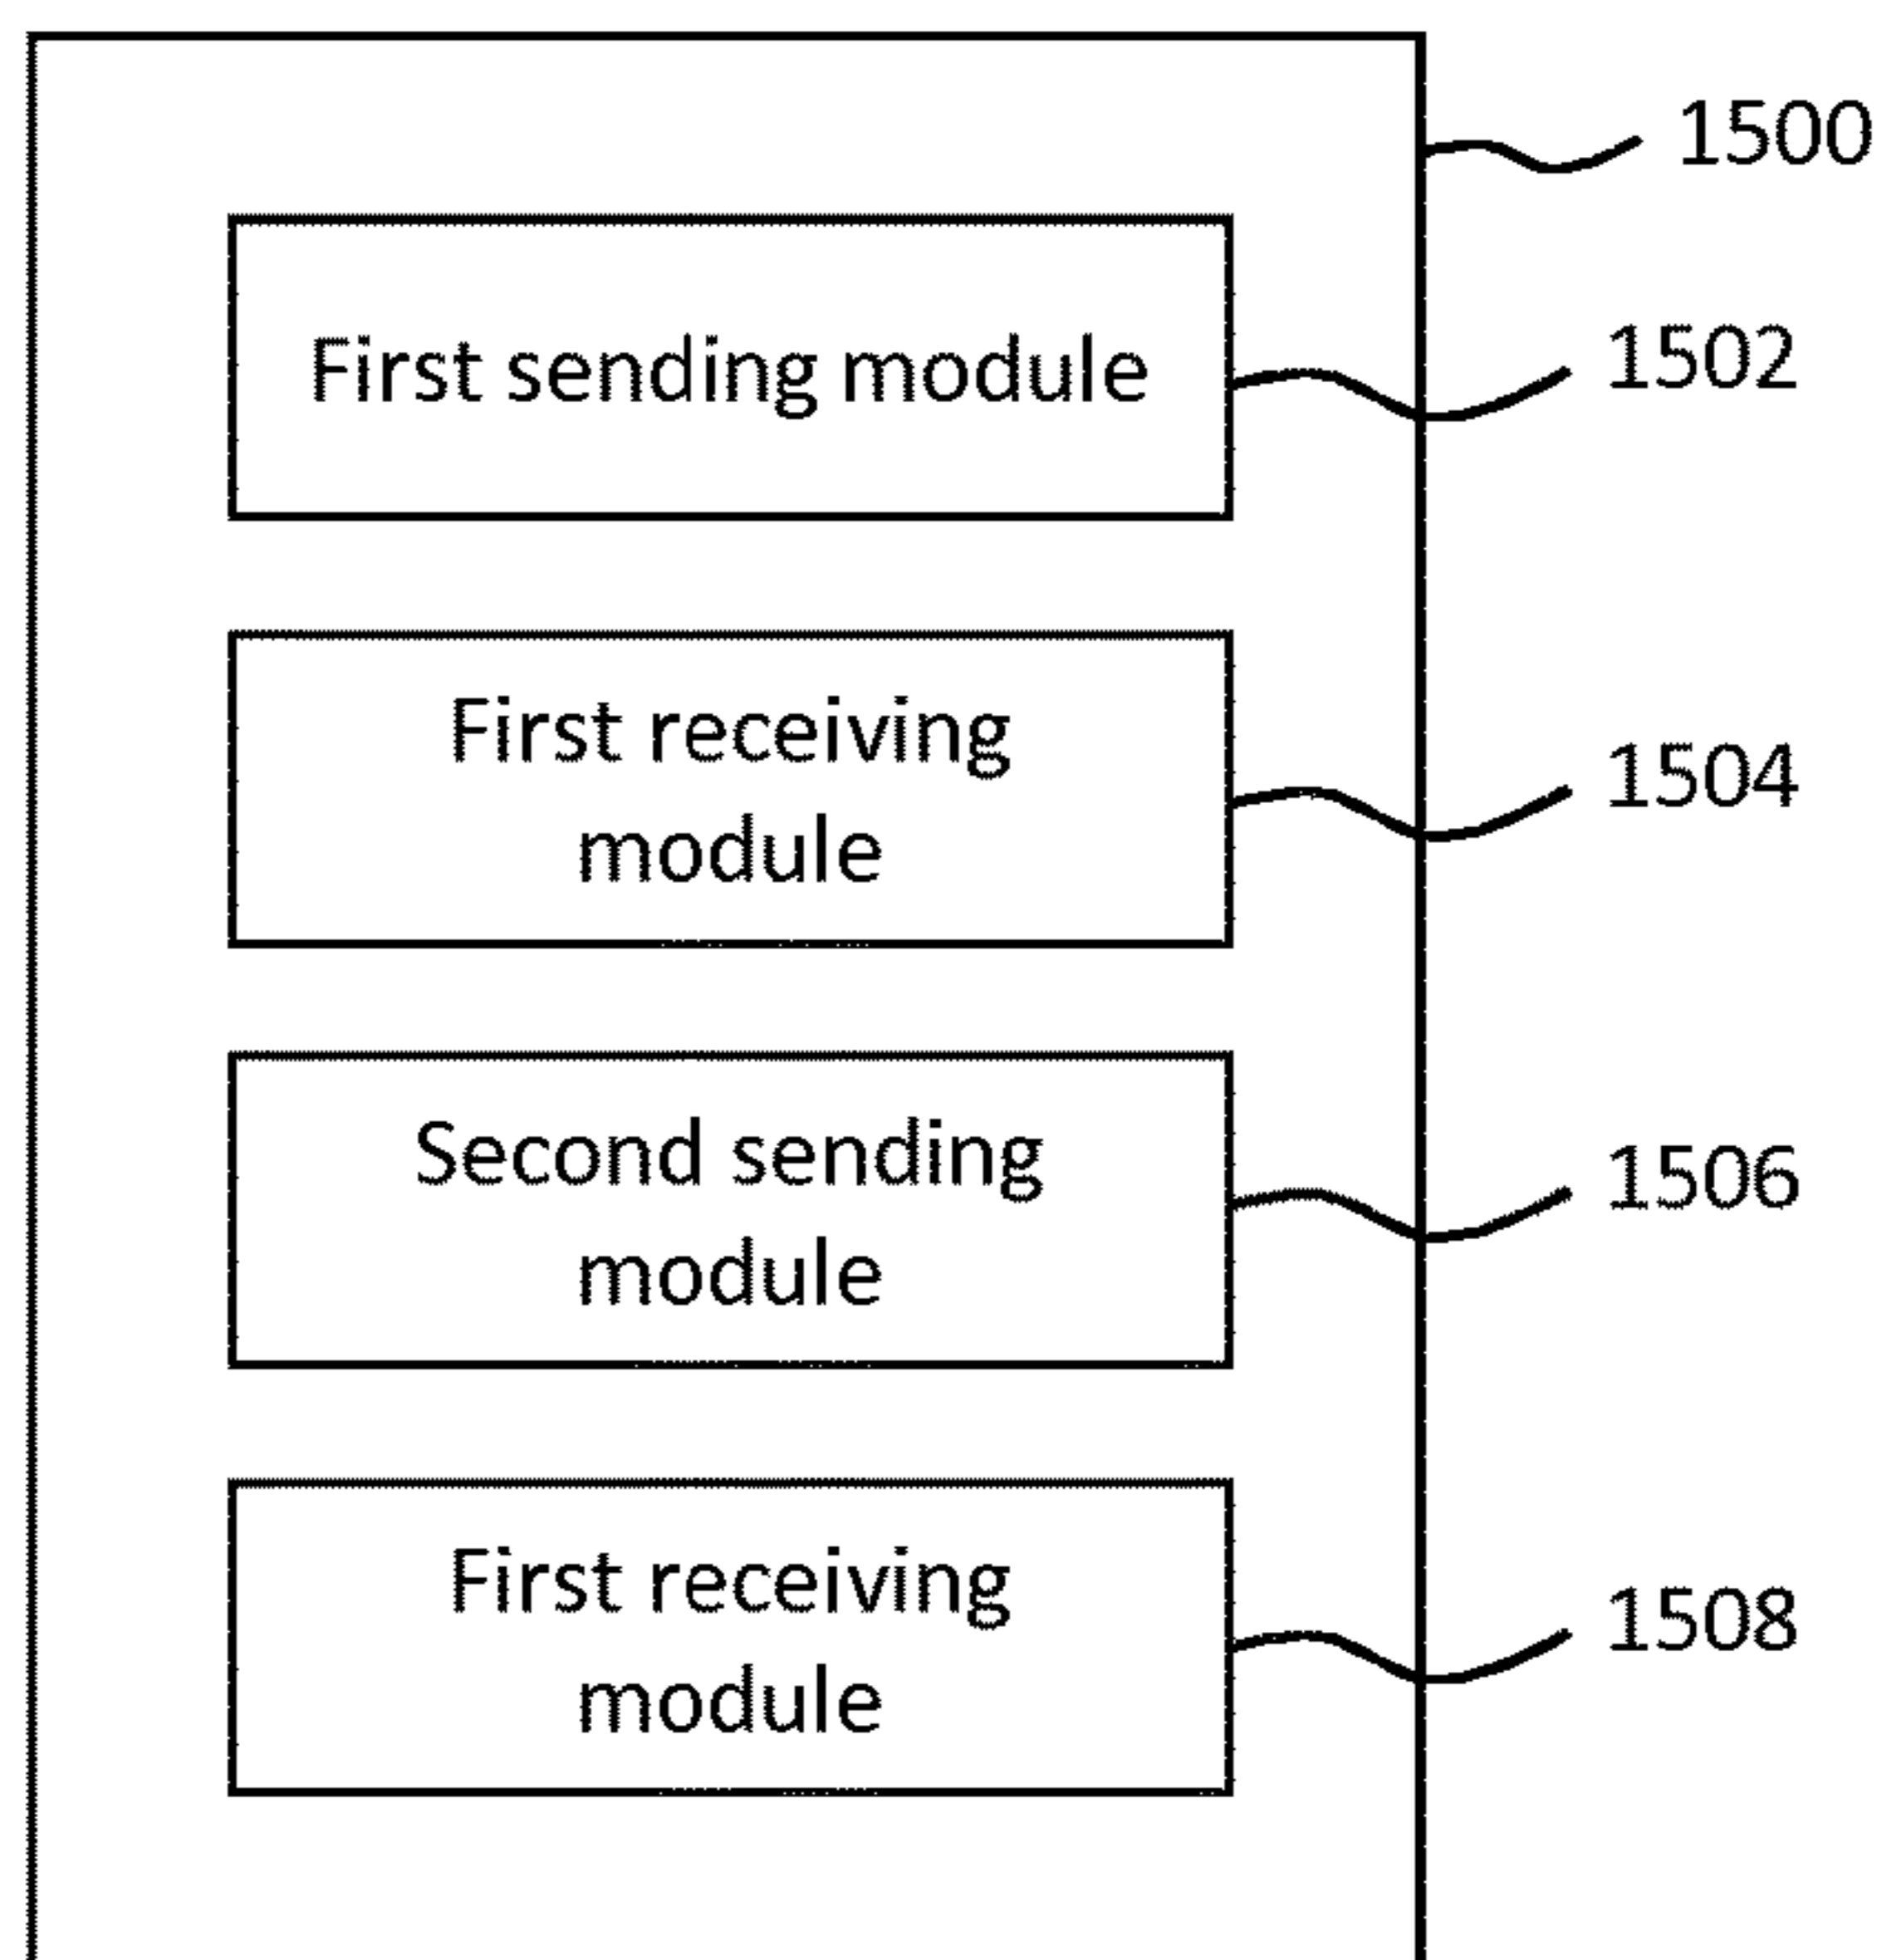 1500
First sending module
1502
First receiving
module
1504
Second sending
module
1506
First receiving
module
1508